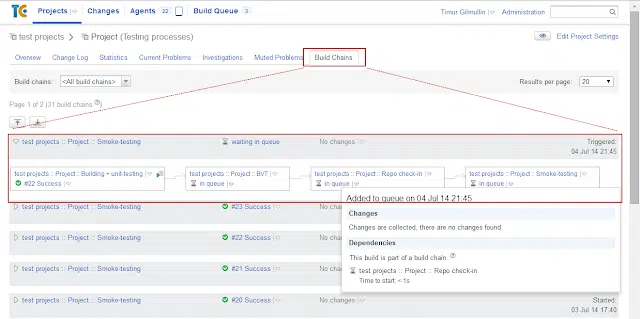 TC Projects Changes Agents 22 Build Queue 3 Timur Gilmullin Administration
test projects Project (Testing processes) Edit Project Settings
Overview Change Log Statistics Current Problems Investigations Muted Problems Build Chains
Build chains: <All build chains> Results per page: 20
Page 1 of 2 (31 build chains ?)
test projects :: Project :: Smoke-testing waiting in queue No changes Triggered:
04 Jul 14 21:45
test projects :: Project :: Building + unit-testing test projects :: Project :: BVT test projects :: Project :: Repo check-in test projects :: Project :: Smoke-testing
#22 Success in queue in queue in queue
Added to queue on 04 Jul 14 21:45
test projects :: Project :: Smoke-testing #23 Success No changes
Changes
Changes are collected, there are no changes found
test projects :: Project :: Smoke-testing #22 Success No changes
Dependencies
This build is part of a build chain. ?
test projects :: Project :: Smoke-testing #21 Success No changes
test projects :: Project :: Repo check-in
Time to start: < 1s
test projects :: Project :: Smoke-testing #20 Success No changes Started:
03 Jul 14 17:40